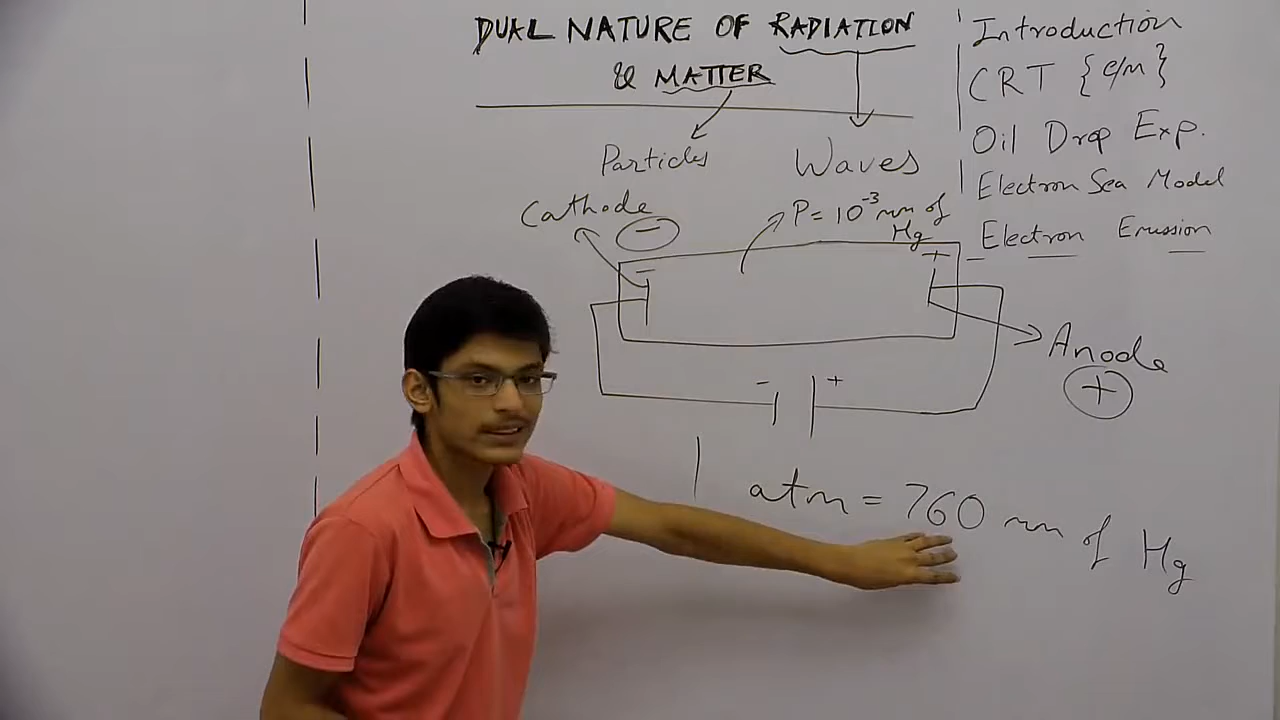 DUAL NATURE OF RADIATION
& MATTER
Particles
Waves
Introduction
CRT {e/m}
Oil Drop Exp.
Electron Sea Model
Electron Emission
Cathode
-
P = 10⁻³ mm of
Hg
-
+
Anode
+
- +
1 atm = 760 mm of Hg